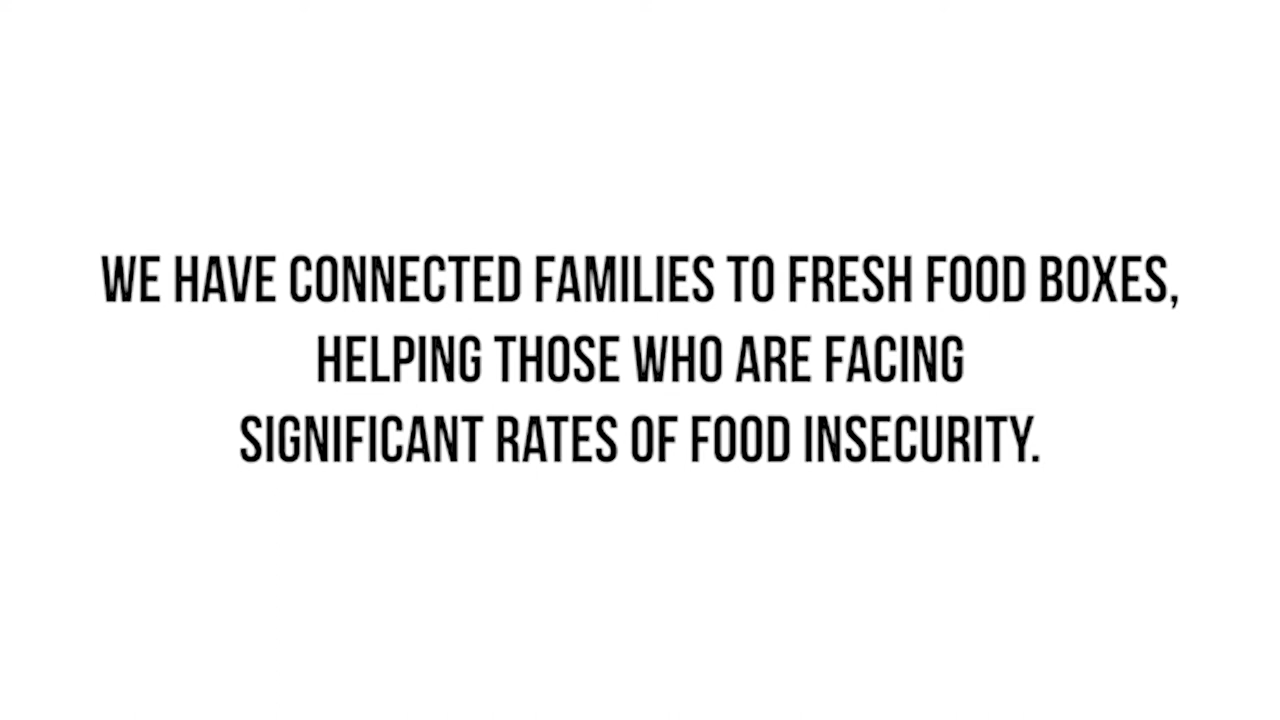 WE HAVE CONNECTED FAMILIES TO FRESH FOOD BOXES,
HELPING THOSE WHO ARE FACING
SIGNIFICANT RATES OF FOOD INSECURITY.